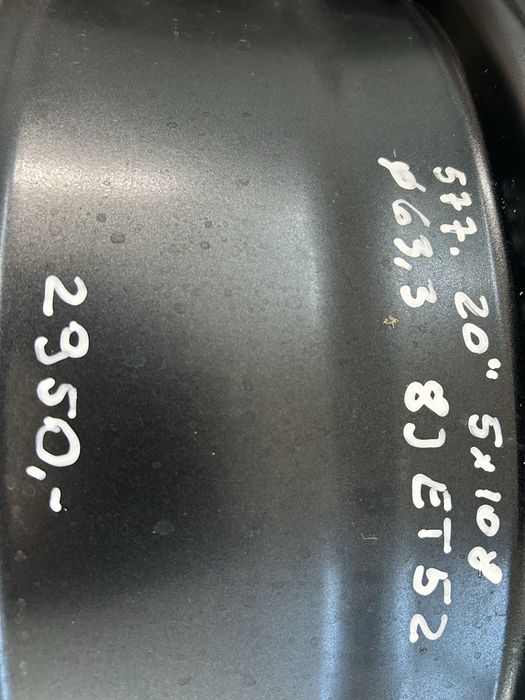 577. 20" 5x108
ø63,3 8J ET52
2950,-